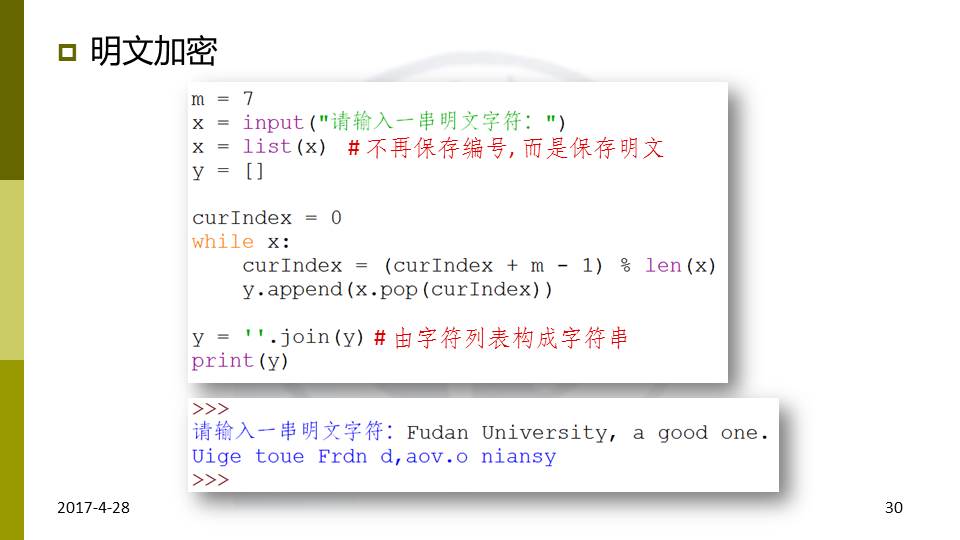 明文加密
m = 7
x = input("请输入一串明文字符：")
x = list(x) # 不再保存编号,而是保存明文
y = []
curIndex = 0
while x:
    curIndex = (curIndex + m - 1) % len(x)
    y.append(x.pop(curIndex))
y = ''.join(y) # 由字符列表构成字符串
print(y)
>>>
请输入一串明文字符：Fudan University, a good one.
Uige toue Frdn d,aov.o niansy
>>>
2017-4-28
30